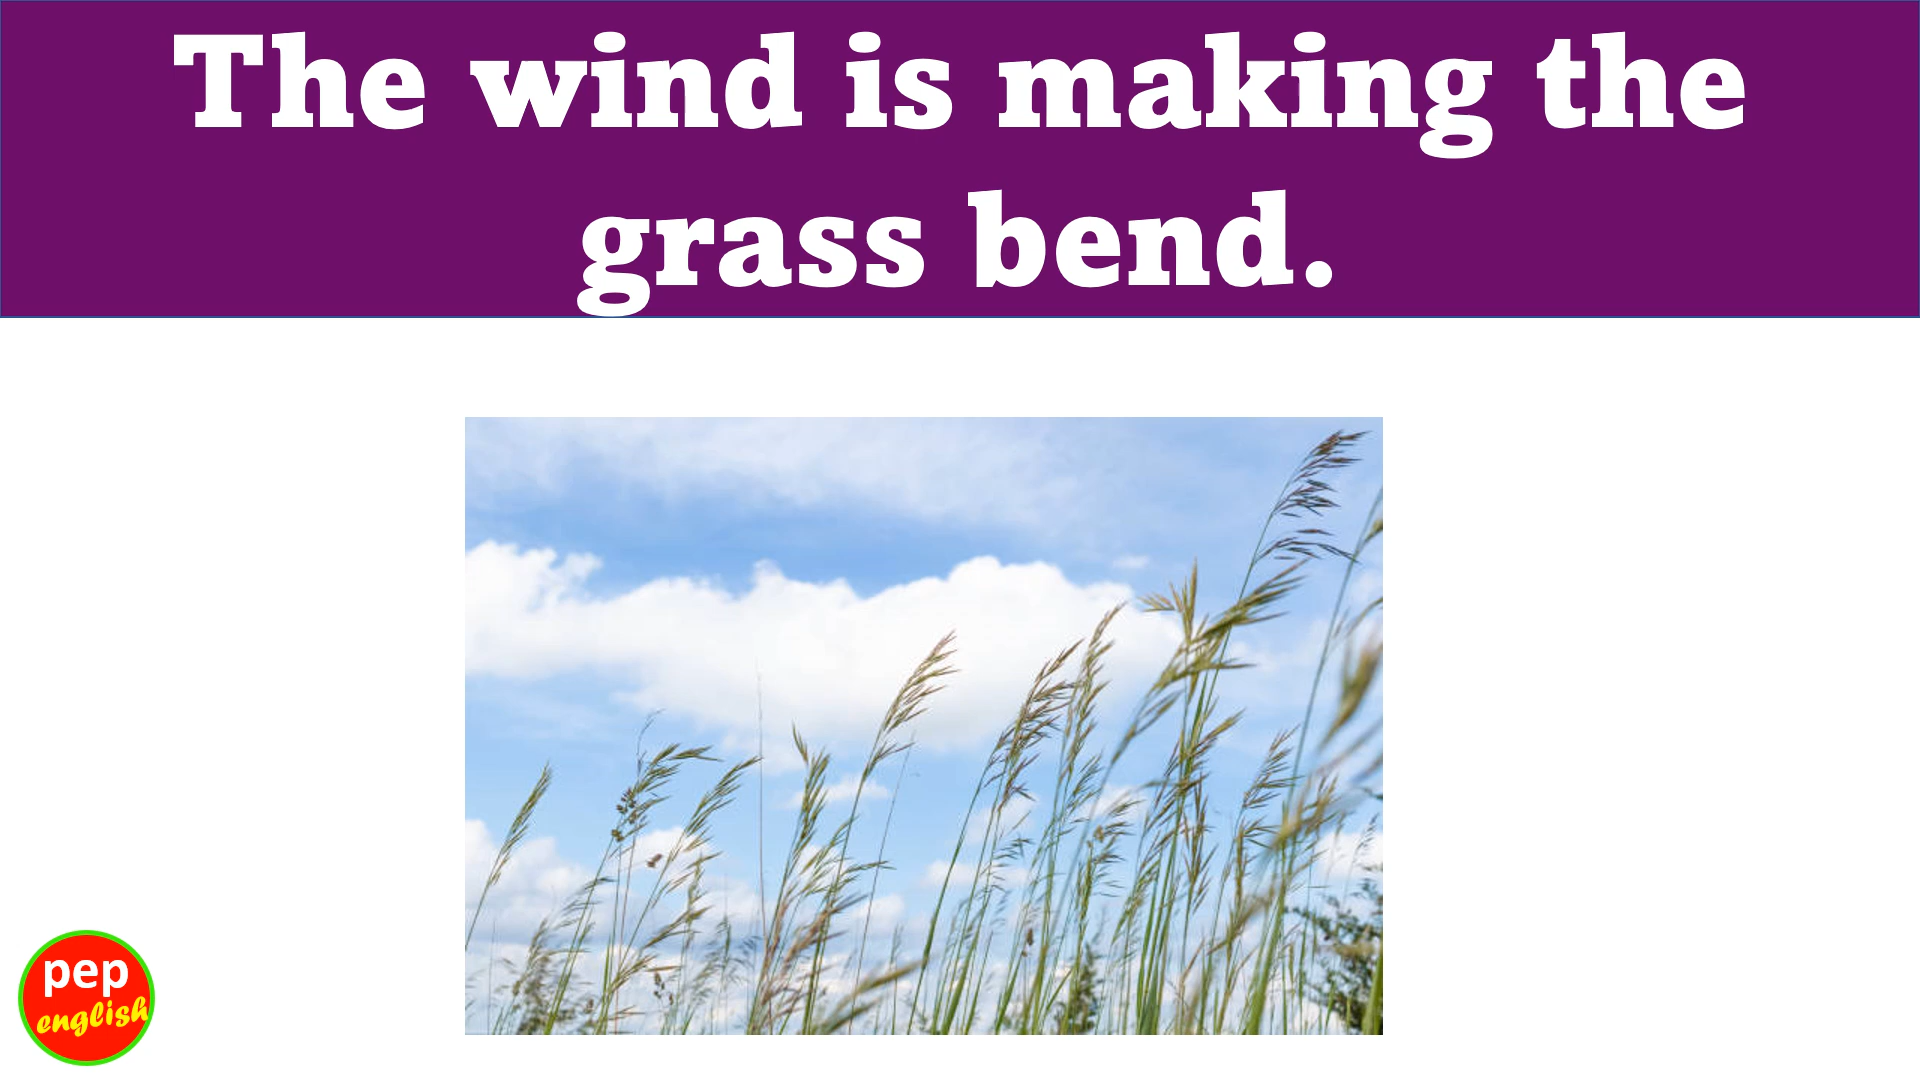 The wind is making the
grass bend.
pep
english